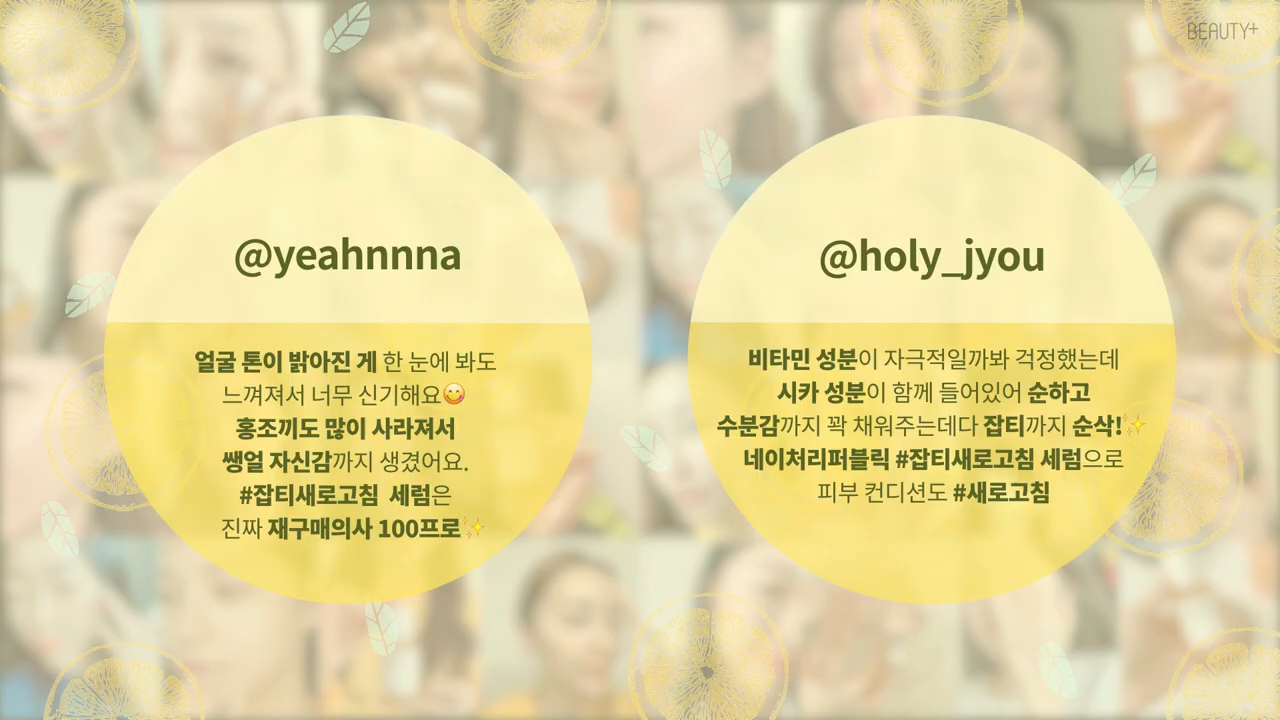 BEAUTY+
@yeahnnna
얼굴 톤이 밝아진 게 한 눈에 봐도
느껴져서 너무 신기해요😋
홍조끼도 많이 사라져서
쌩얼 자신감까지 생겼어요.
#잡티새로고침 세럼은
진짜 재구매의사 100프로✨
@holy_jyou
비타민 성분이 자극적일까봐 걱정했는데
시카 성분이 함께 들어있어 순하고
수분감까지 꽉 채워주는데다 잡티까지 순삭!✨
네이처리퍼블릭 #잡티새로고침 세럼으로
피부 컨디션도 #새로고침